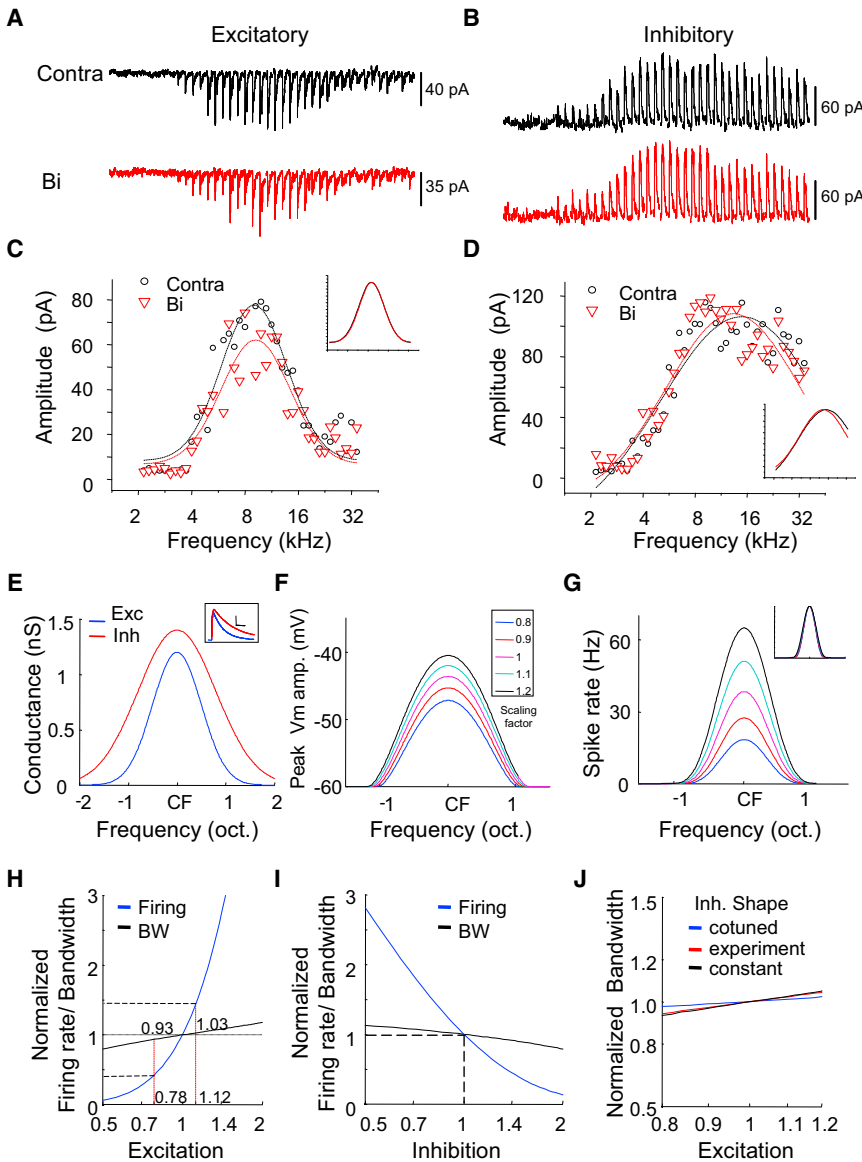 A
Excitatory
Contra
40 pA
Bi
35 pA
B
Inhibitory
60 pA
60 pA
C
Contra
Bi
Amplitude (pA)
80
60
40
20
0
2 4 8 16 32
Frequency (kHz)
D
Contra
Bi
Amplitude (pA)
120
80
40
0
2 4 8 16 32
Frequency (kHz)
E
Exc
Inh
Conductance (nS)
1.5
1
0.5
0
-2 -1 CF 1 2
Frequency (oct.)
F
0.8
0.9
1
1.1
1.2
Scaling
factor
Peak Vm amp. (mV)
-40
-50
-60
-1 CF 1
Frequency (oct.)
G
Spike rate (Hz)
60
30
0
-1 CF 1
Frequency (oct.)
H
Firing
BW
Normalized
Firing rate/ Bandwidth
3
2
1
0
0.93 1.03
0.78 1.12
0.5 0.7 1 1.4 2
Excitation
I
Firing
BW
Normalized
Firing rate/ Bandwidth
3
2
1
0
0.5 0.7 1 1.4 2
Inhibition
J
Inh. Shape
cotuned
experiment
constant
Normalized Bandwidth
1.5
1.2
1.0
0.8
0.5
0.8 0.9 1 1.1 1.2
Excitation